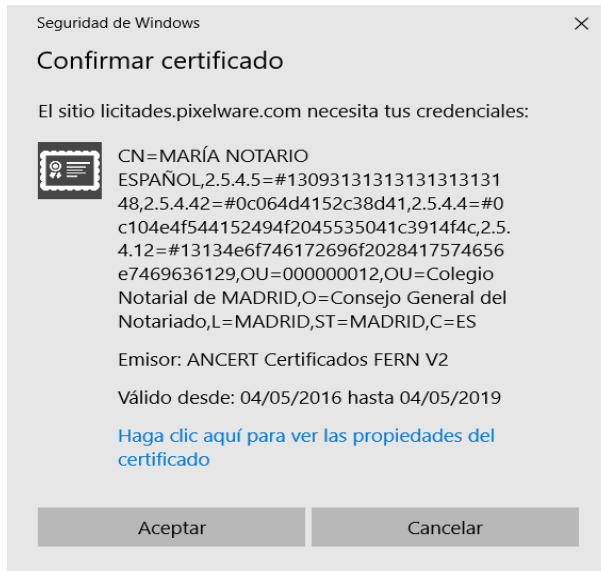 Seguridad de Windows
Confirmar certificado
El sitio licitades.pixelware.com necesita tus credenciales:
CN=MARÍA NOTARIO
ESPAÑOL,2.5.4.5=#13093131313131313131
48,2.5.4.42=#0c064d4152c38d41,2.5.4.4=#0
c104e4f544152494f2045535041c3914f4c,2.5.
4.12=#13134e6f746172696f2028417574656
e7469636129,OU=000000012,OU=Colegio
Notarial de MADRID,O=Consejo General del
Notariado,L=MADRID,ST=MADRID,C=ES
Emisor: ANCERT Certificados FERN V2
Válido desde: 04/05/2016 hasta 04/05/2019
Haga clic aquí para ver las propiedades del
certificado
Aceptar
Cancelar